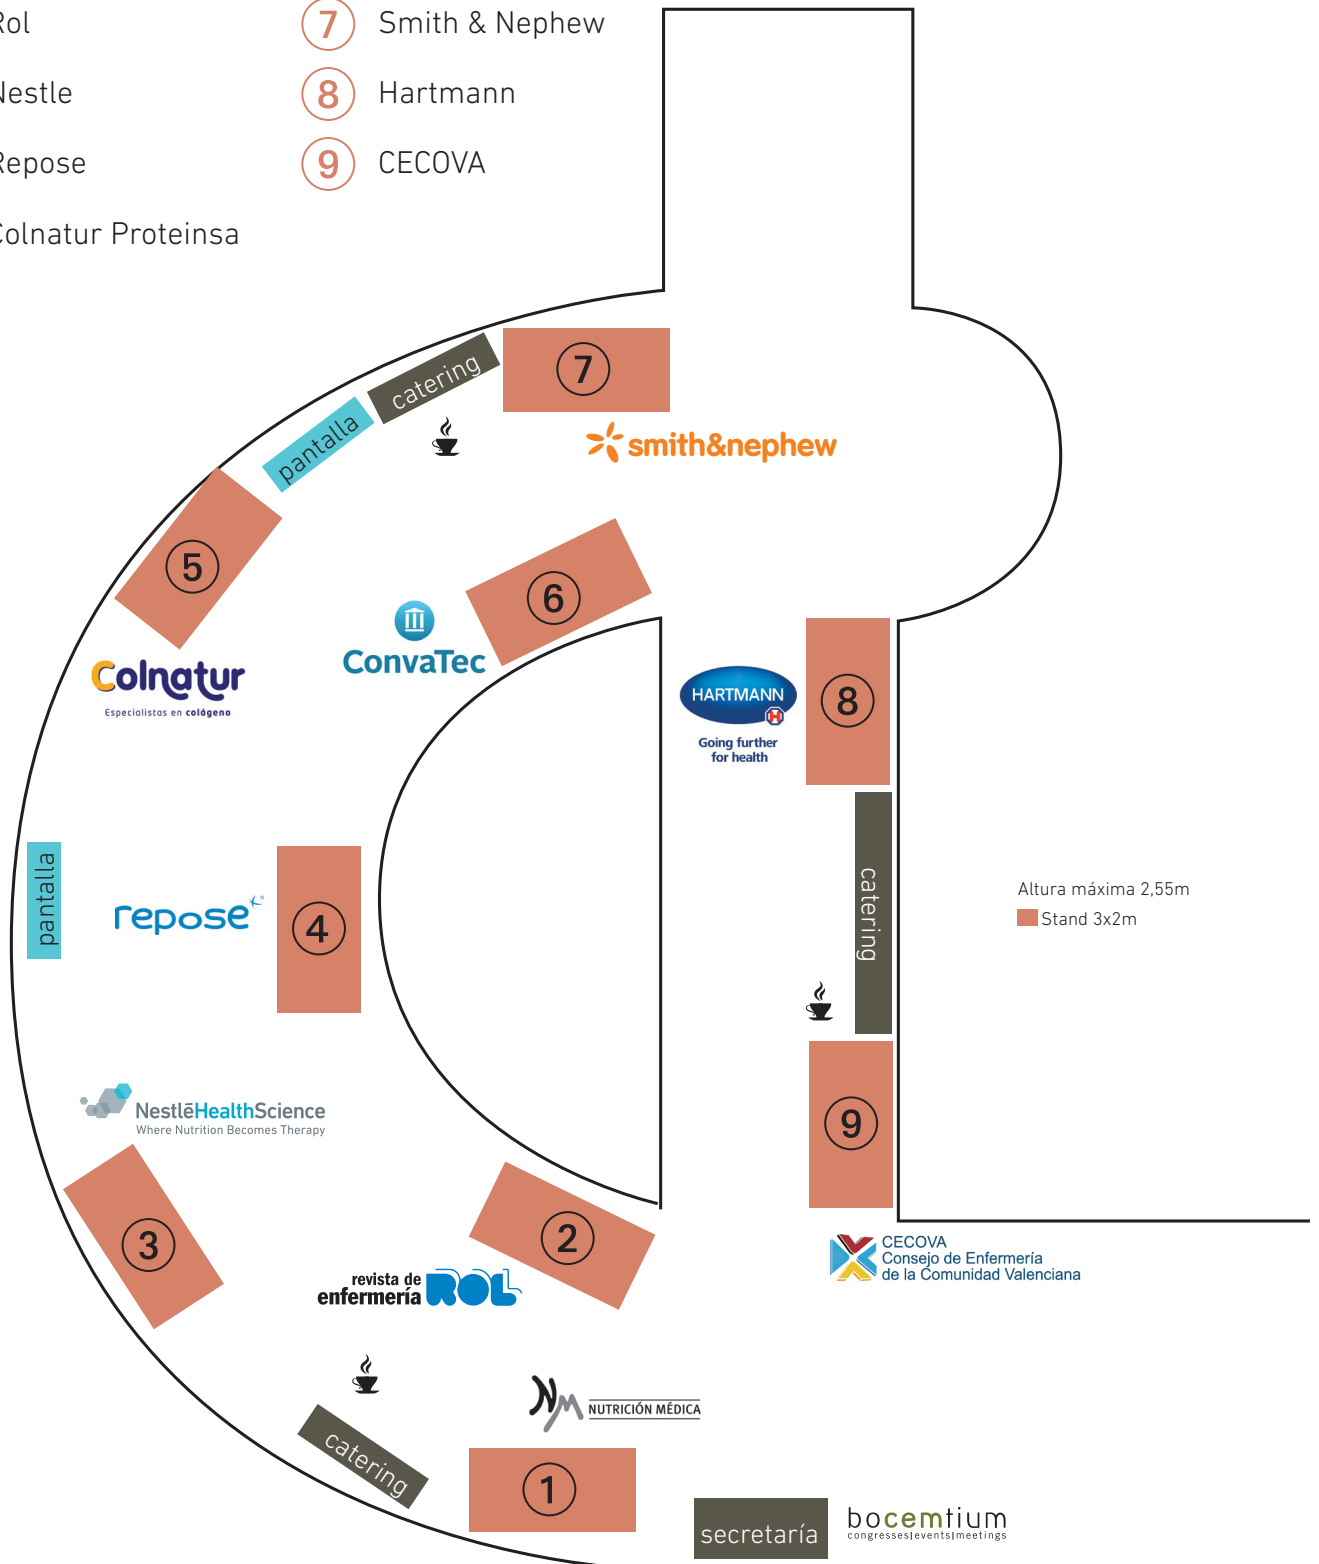 Rol
Nestle
Repose
Colnatur Proteinsa
7 Smith & Nephew
8 Hartmann
9 CECOVA
catering
7
pantalla
smith&nephew
5
6
ConvaTec
Colnatur
Especialistas en colágeno
HARTMANN
H
Going further
for health
8
pantalla
repose
4
catering
Altura máxima 2,55m
Stand 3x2m
NestlēHealthScience
Where Nutrition Becomes Therapy
9
3
2
revista de
enfermería ROL
CECOVA
Consejo de Enfermería
de la Comunidad Valenciana
NM NUTRICIÓN MÉDICA
catering
1
secretaría
bocemtium
congresses|events|meetings